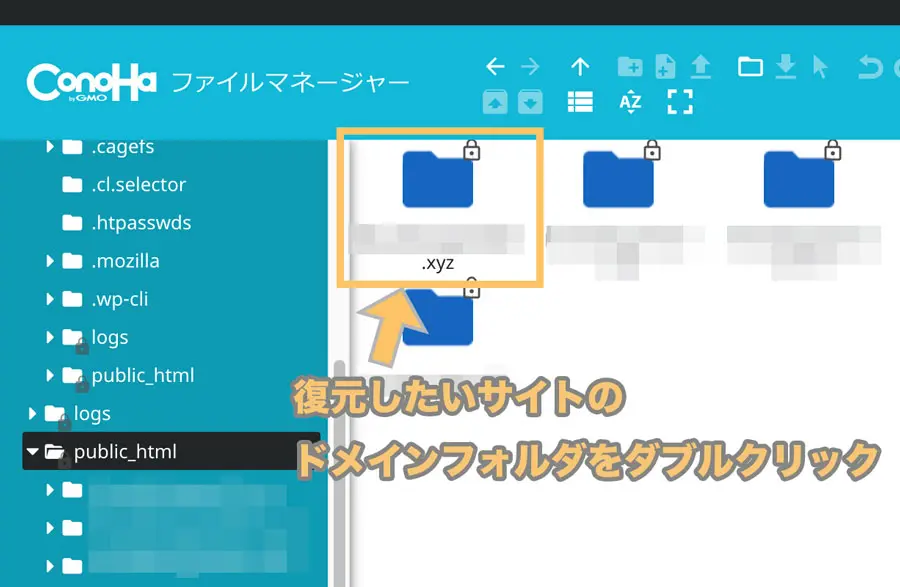 ConoHa
by GMO
ファイルマネージャー
AZ
.cagefs
.cl.selector
.htpasswds
.mozilla
.wp-cli
logs
public_html
logs
public_html
.xyz
復元したいサイトの
ドメインフォルダをダブルクリック